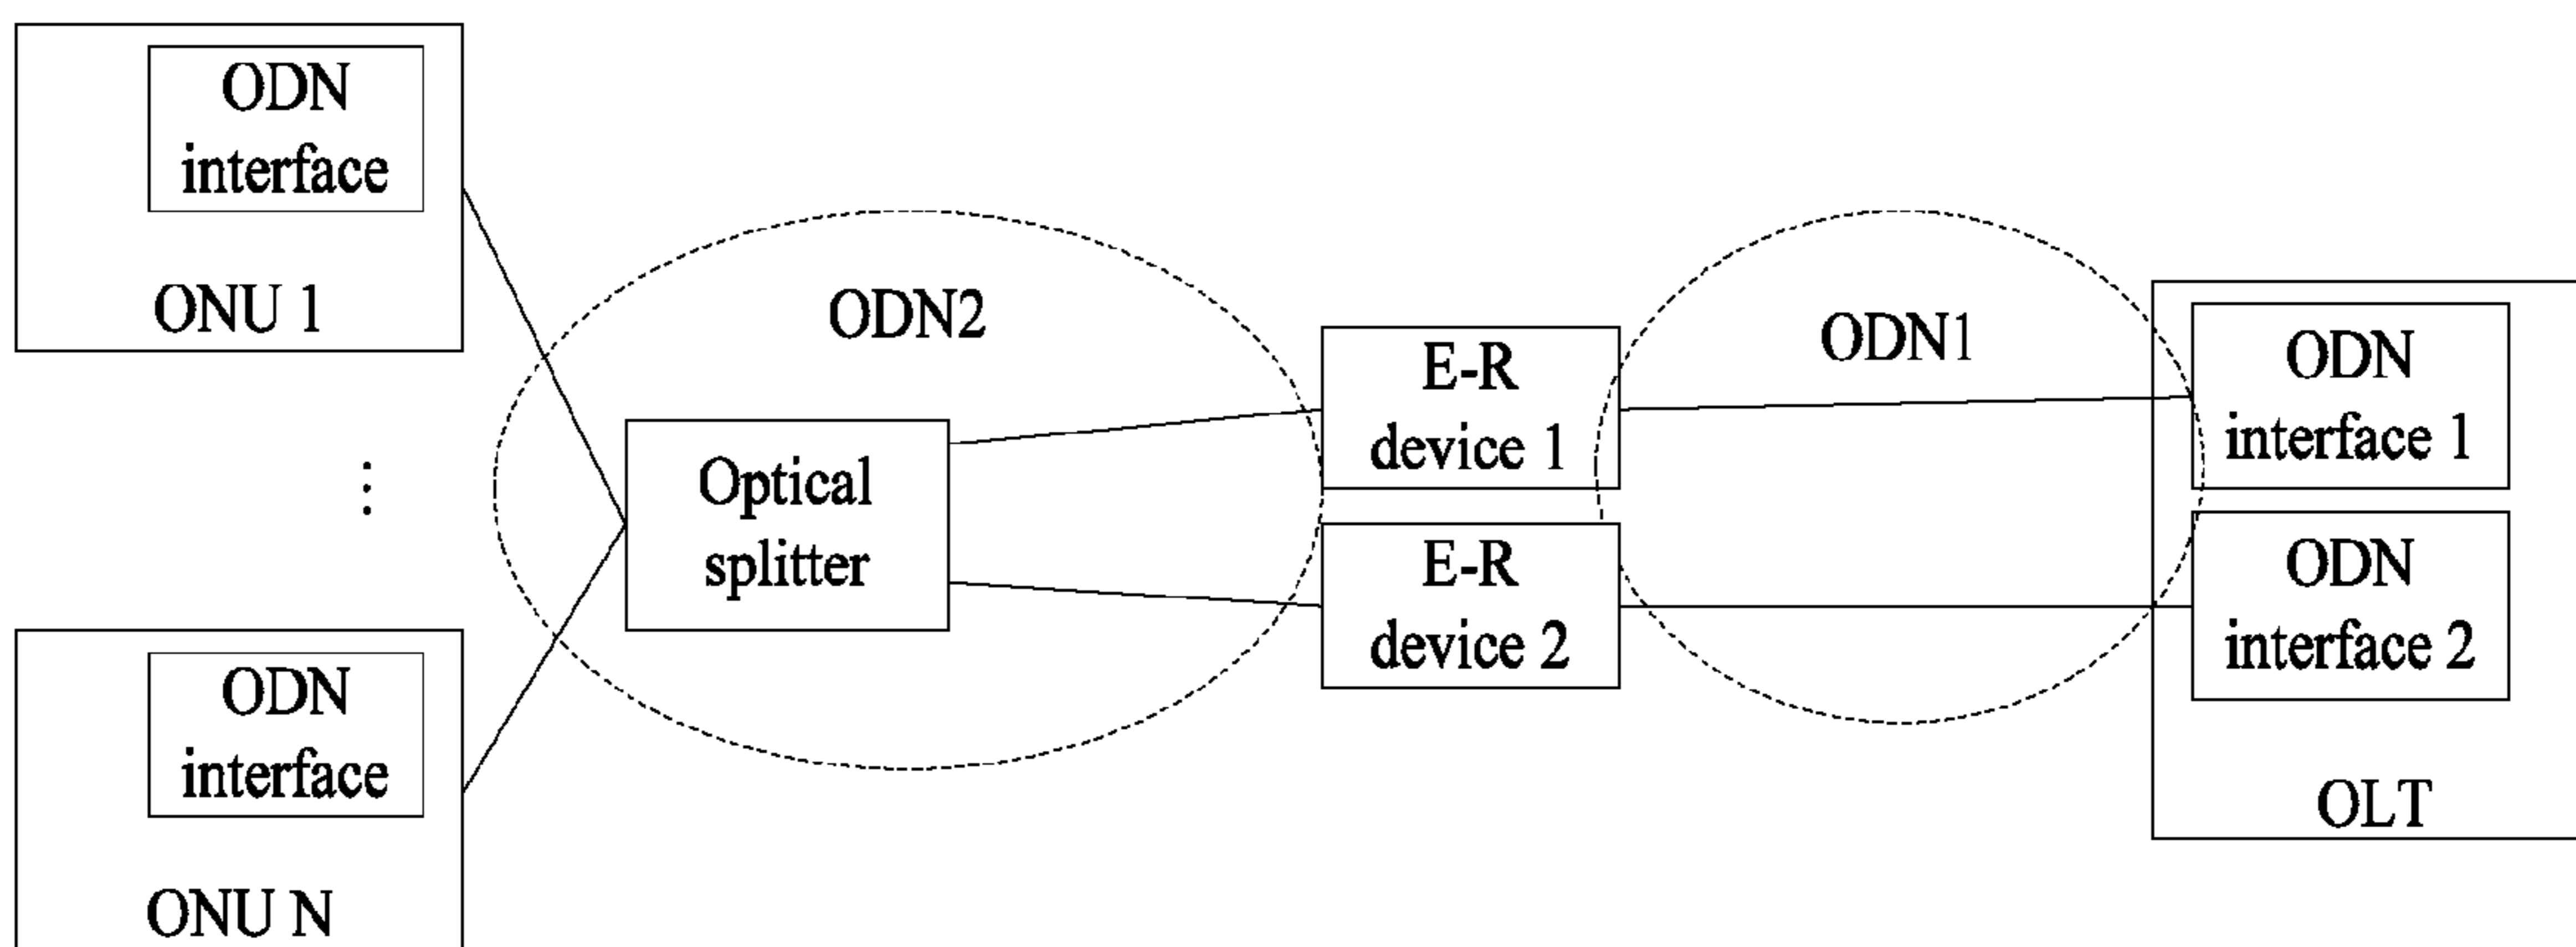 ODN
interface
ONU 1
⋮
ODN
interface
ONU N
ODN2
Optical
splitter
E-R
device 1
E-R
device 2
ODN1
ODN
interface 1
ODN
interface 2
OLT